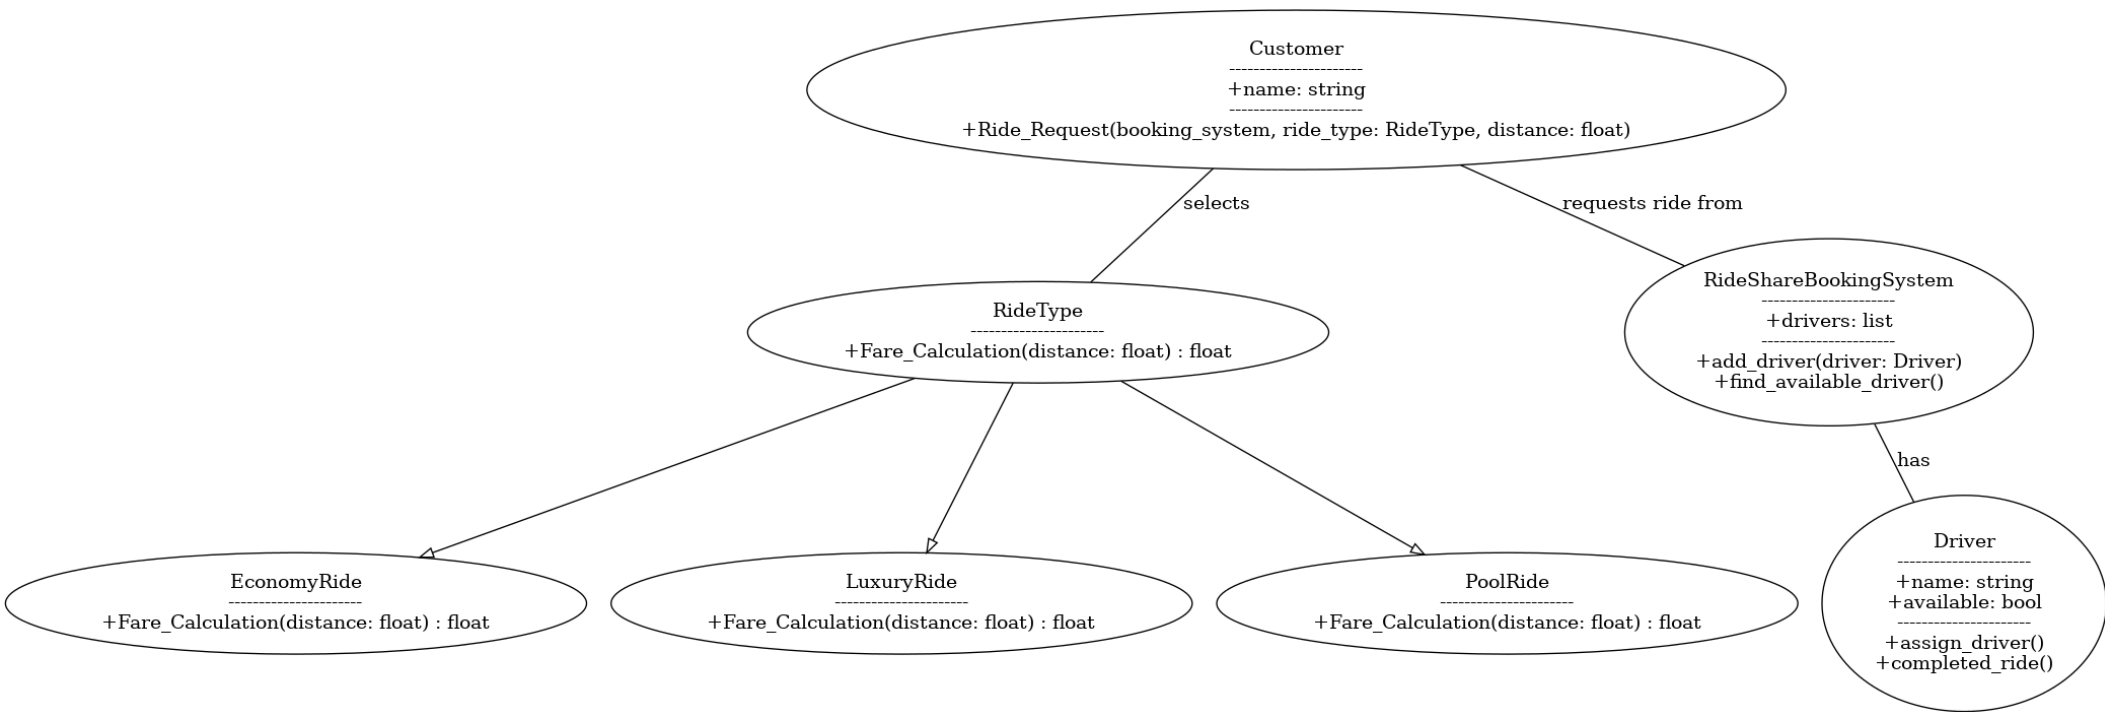 Customer
----------------------
+name: string
----------------------
+Ride_Request(booking_system, ride_type: RideType, distance: float)
selects
requests ride from
RideType
----------------------
+Fare_Calculation(distance: float) : float
RideShareBookingSystem
----------------------
+drivers: list
----------------------
+add_driver(driver: Driver)
+find_available_driver()
has
EconomyRide
----------------------
+Fare_Calculation(distance: float) : float
LuxuryRide
----------------------
+Fare_Calculation(distance: float) : float
PoolRide
----------------------
+Fare_Calculation(distance: float) : float
Driver
----------------------
+name: string
+available: bool
----------------------
+assign_driver()
+completed_ride()